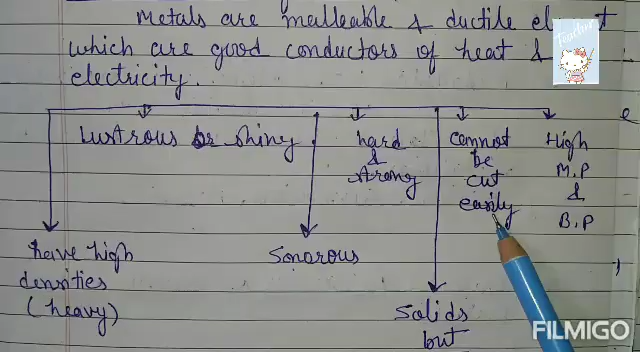 Metals are malleable & ductile
which are good conductors of heat &
electricity.
Lustrous or shiny
hard
&
strong
cannot
be
cut
easily
High
M.P
&
B.P
have high
densities
(heavy)
Sonorous
Solids
but
Teacher
FILMIGO